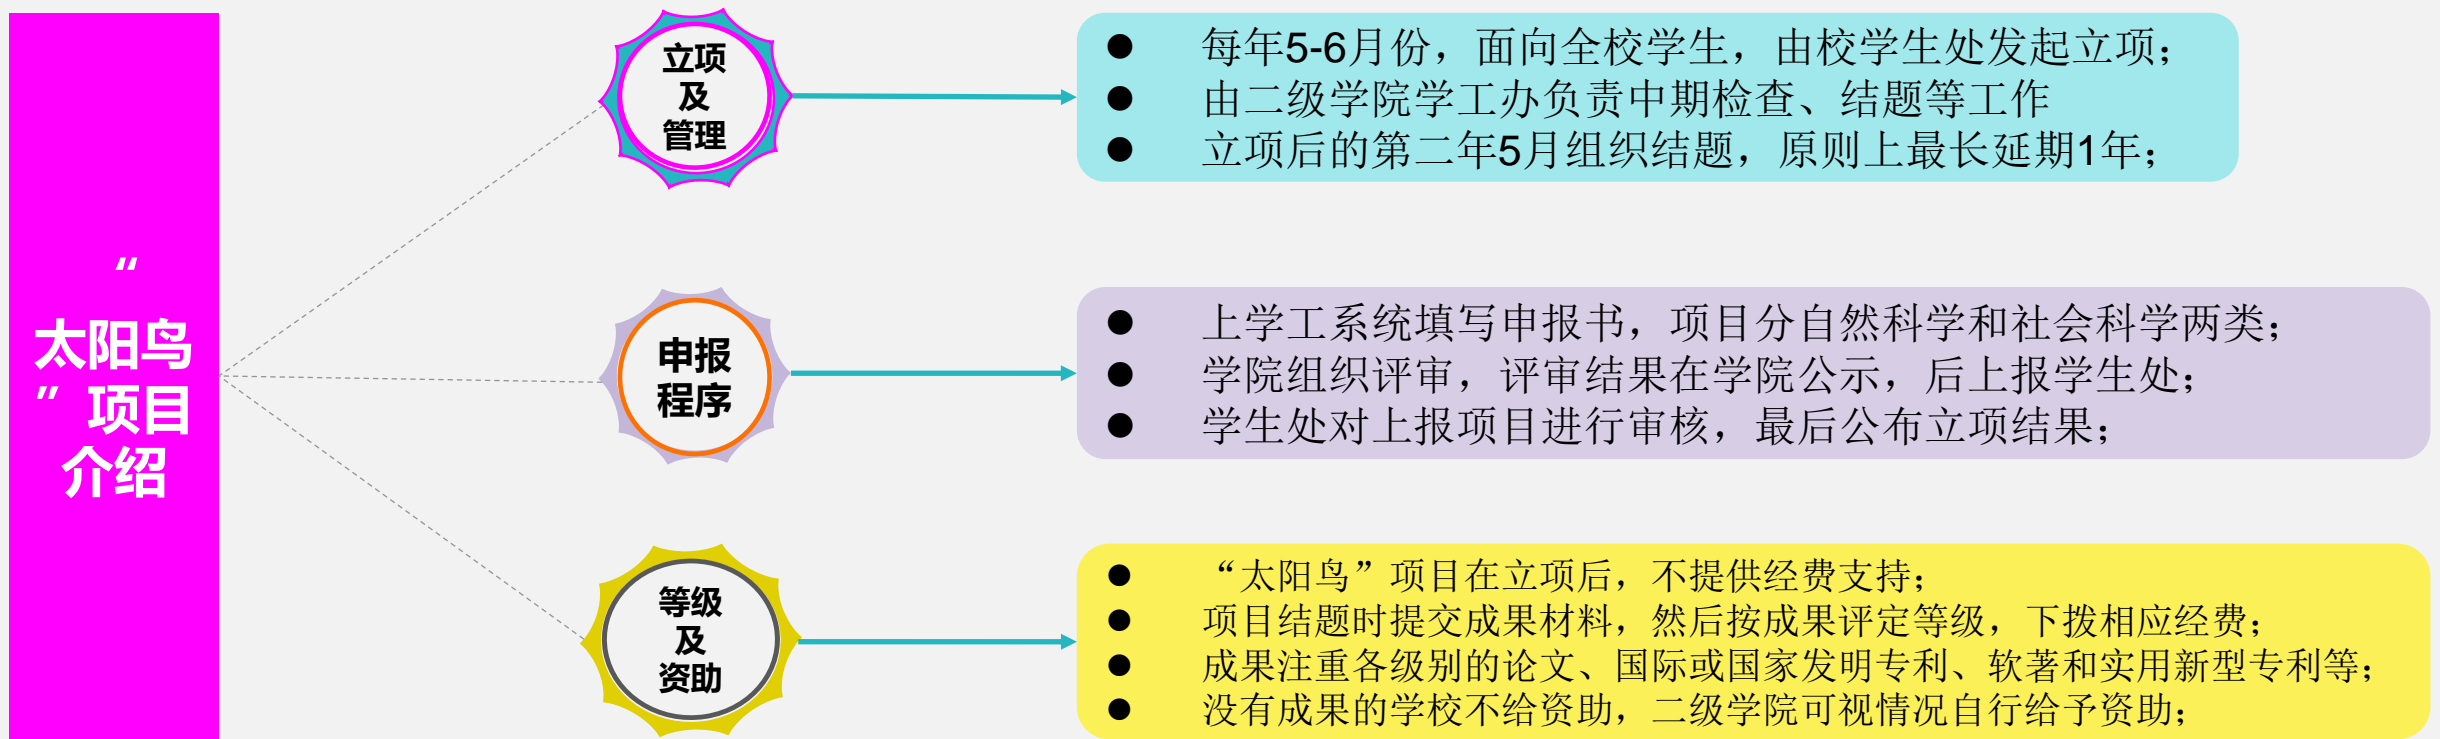 “
太阳鸟
”项目
介绍
立项
及
管理
● 每年5-6月份，面向全校学生，由校学生处发起立项；
● 由二级学院学工办负责中期检查、结题等工作
● 立项后的第二年5月组织结题，原则上最长延期1年；
申报
程序
● 上学工系统填写申报书，项目分自然科学和社会科学两类；
● 学院组织评审，评审结果在学院公示，后上报学生处；
● 学生处对上报项目进行审核，最后公布立项结果；
等级
及
资助
● “太阳鸟”项目在立项后，不提供经费支持；
● 项目结题时提交成果材料，然后按成果评定等级，下拨相应经费；
● 成果注重各级别的论文、国际或国家发明专利、软著和实用新型专利等；
● 没有成果的学校不给资助，二级学院可视情况自行给予资助；